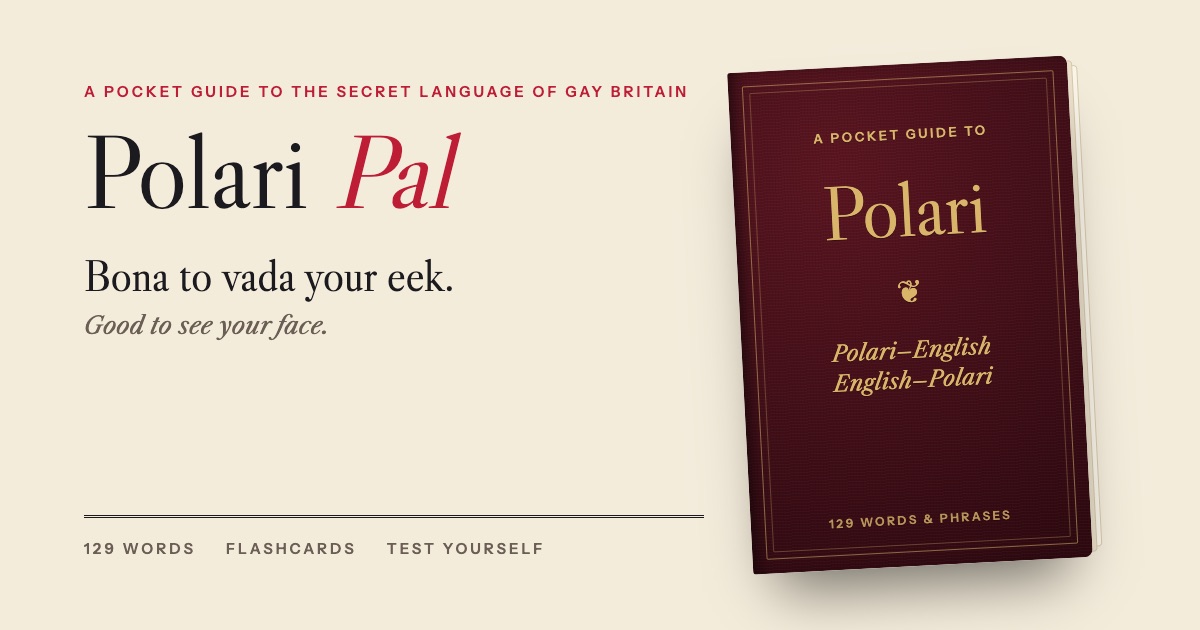 A POCKET GUIDE TO THE SECRET LANGUAGE OF GAY BRITAIN
Polari Pal
Bona to vada your eek.
Good to see your face.
129 WORDS FLASHCARDS TEST YOURSELF
A POCKET GUIDE TO
Polari
Polari–English
English–Polari
129 WORDS & PHRASES